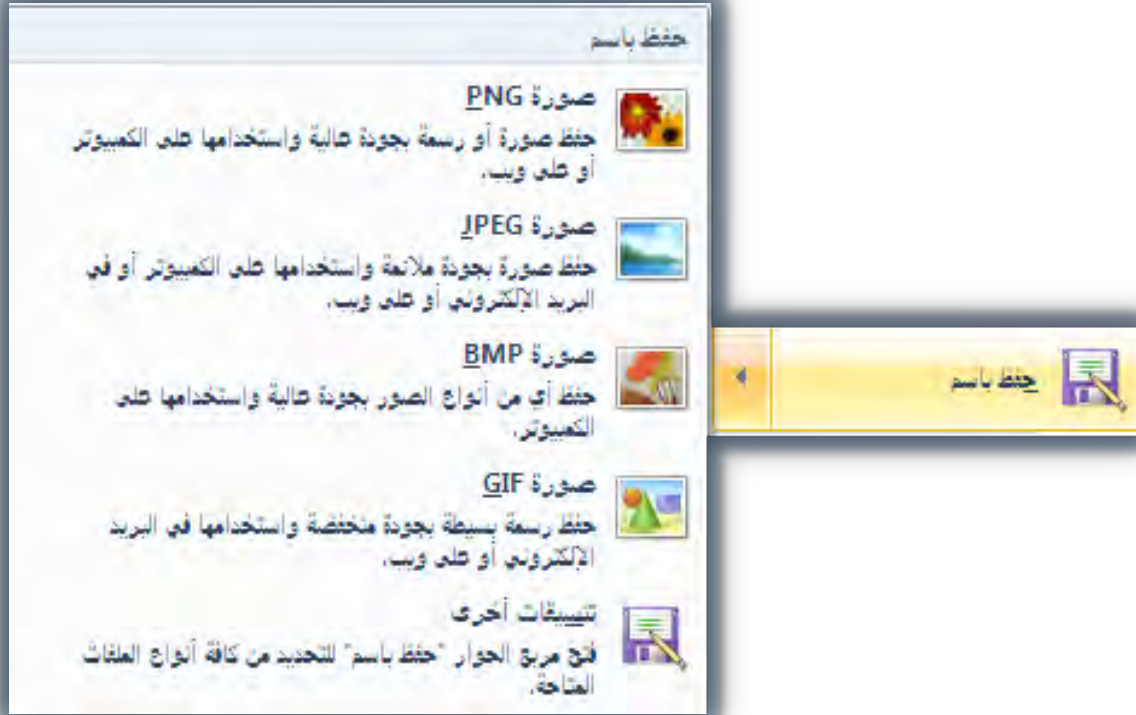 حفظ باسم
حفظ باسم
صورة PNG
حفظ صورة أو رسمة بجودة عالية واستخدامها على الكمبيوتر
أو على ويب.
صورة JPEG
حفظ صورة بجودة ملائمة واستخدامها على الكمبيوتر أو في
البريد الإلكتروني أو على ويب.
صورة BMP
حفظ أي من أنواع الصور بجودة عالية واستخدامها على
الكمبيوتر.
صورة GIF
حفظ رسمة بسيطة بجودة منخفضة واستخدامها في البريد
الإلكتروني أو على ويب.
تنسيقات أخرى
فتح مربع الحوار "حفظ باسم" للتحديد من كافة أنواع الملفات
المتاحة.